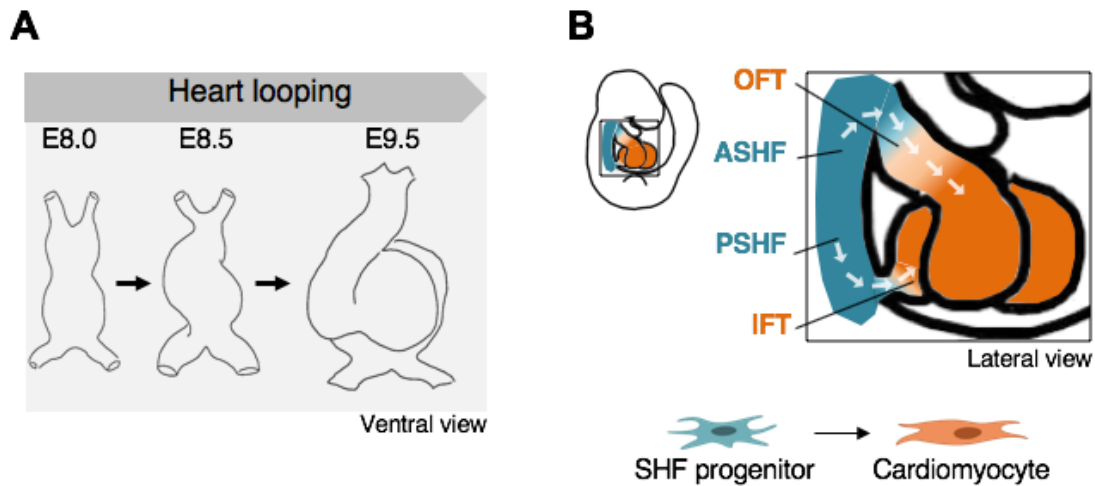 A
Heart looping
E8.0
E8.5
E9.5
Ventral view
B
OFT
ASHF
PSHF
IFT
Lateral view
SHF progenitor
Cardiomyocyte